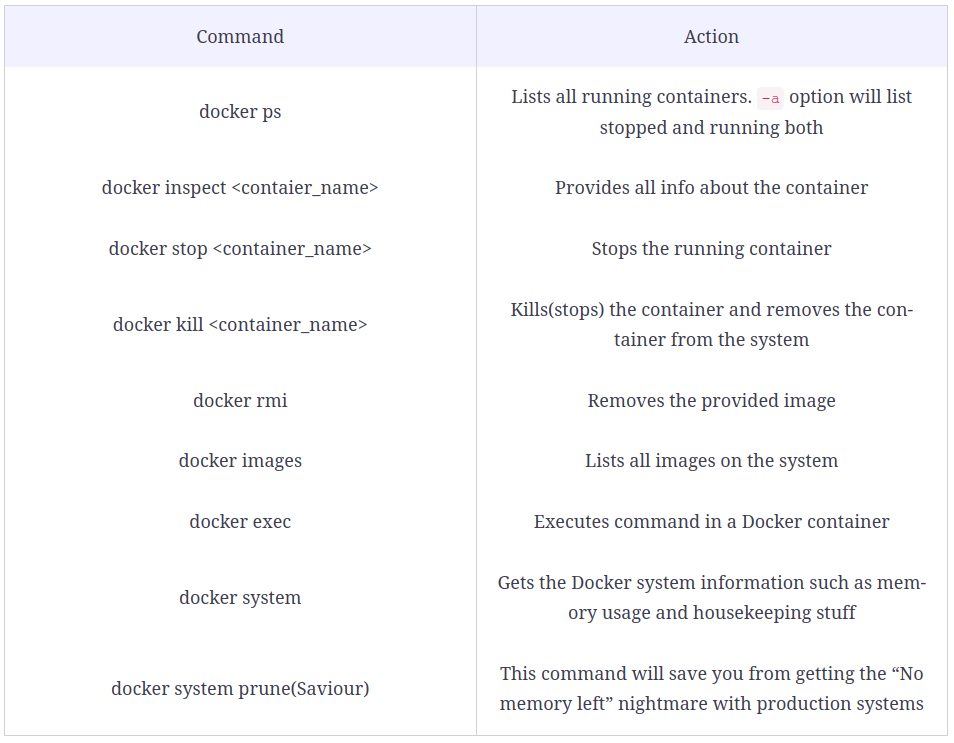 Command Action
docker ps
Lists all running containers. -a option will list
stopped and running both
docker inspect <contaier_name> Provides all info about the container
docker stop <container_name> Stops the running container
docker kill <container_name>
Kills(stops) the container and removes the con-
tainer from the system
docker rmi Removes the provided image
docker images Lists all images on the system
docker exec Executes command in a Docker container
docker system
Gets the Docker system information such as mem-
ory usage and housekeeping stuff
docker system prune(Saviour)
This command will save you from getting the “No
memory left” nightmare with production systems